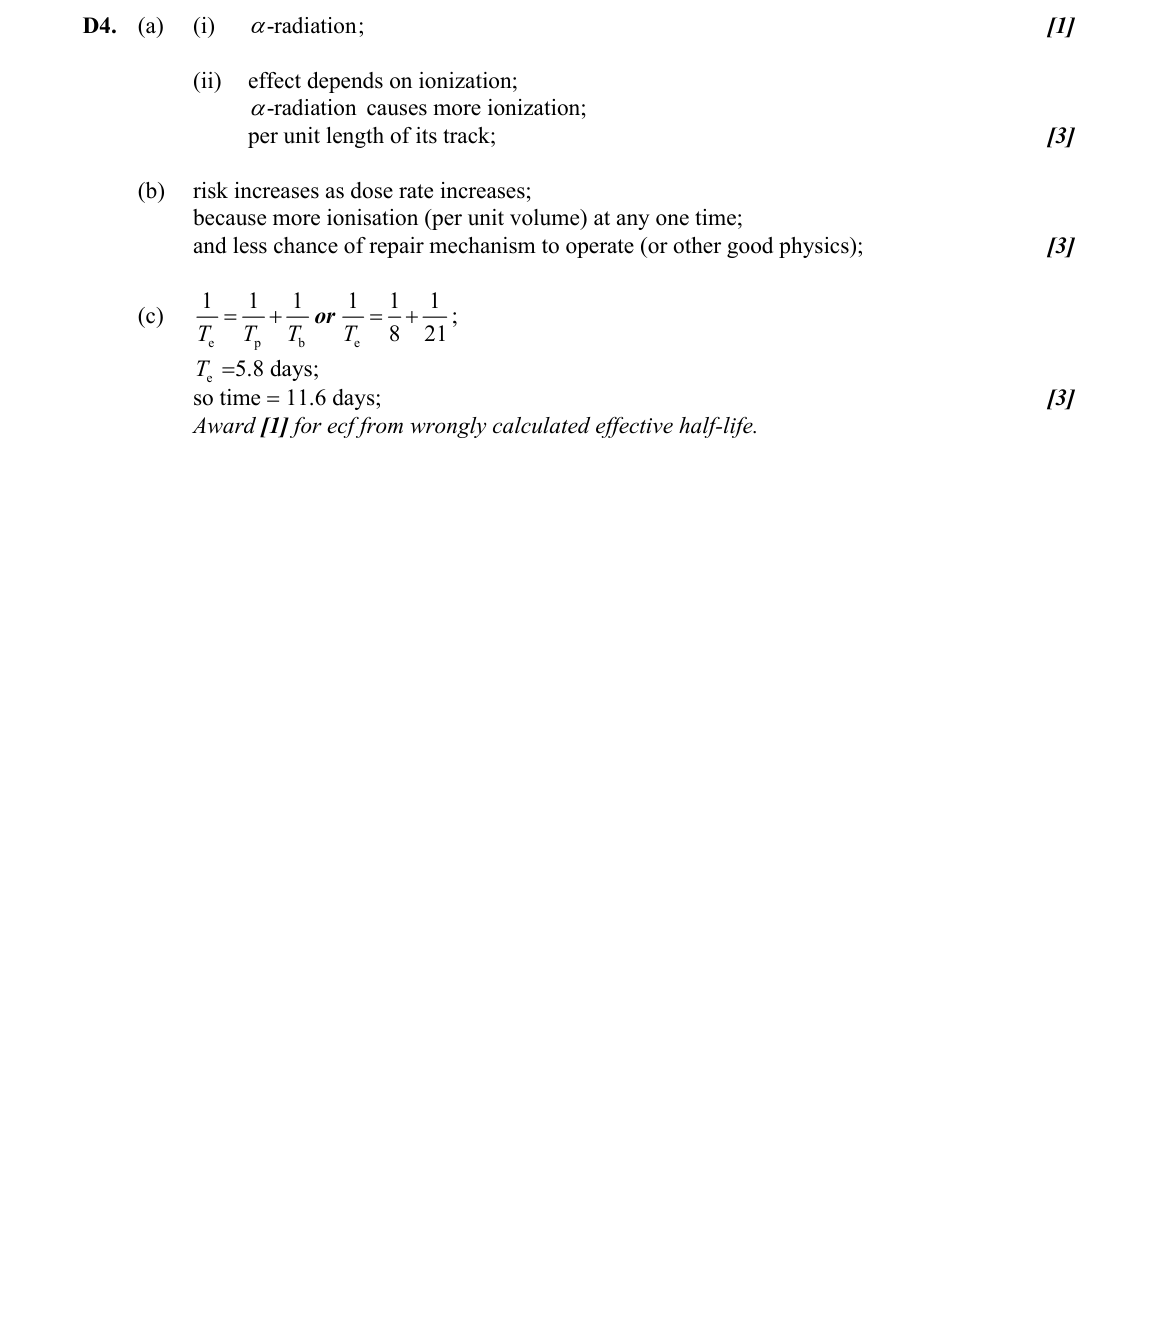 D4. (a) (i) α-radiation; [1]
(ii) effect depends on ionization;
α-radiation causes more ionization;
per unit length of its track; [3]
(b) risk increases as dose rate increases;
because more ionisation (per unit volume) at any one time;
and less chance of repair mechanism to operate (or other good physics); [3]
(c) 1/Te = 1/Tp + 1/Tb or 1/Te = 1/8 + 1/21;
Te =5.8 days;
so time = 11.6 days; [3]
Award [1] for ecf from wrongly calculated effective half-life.